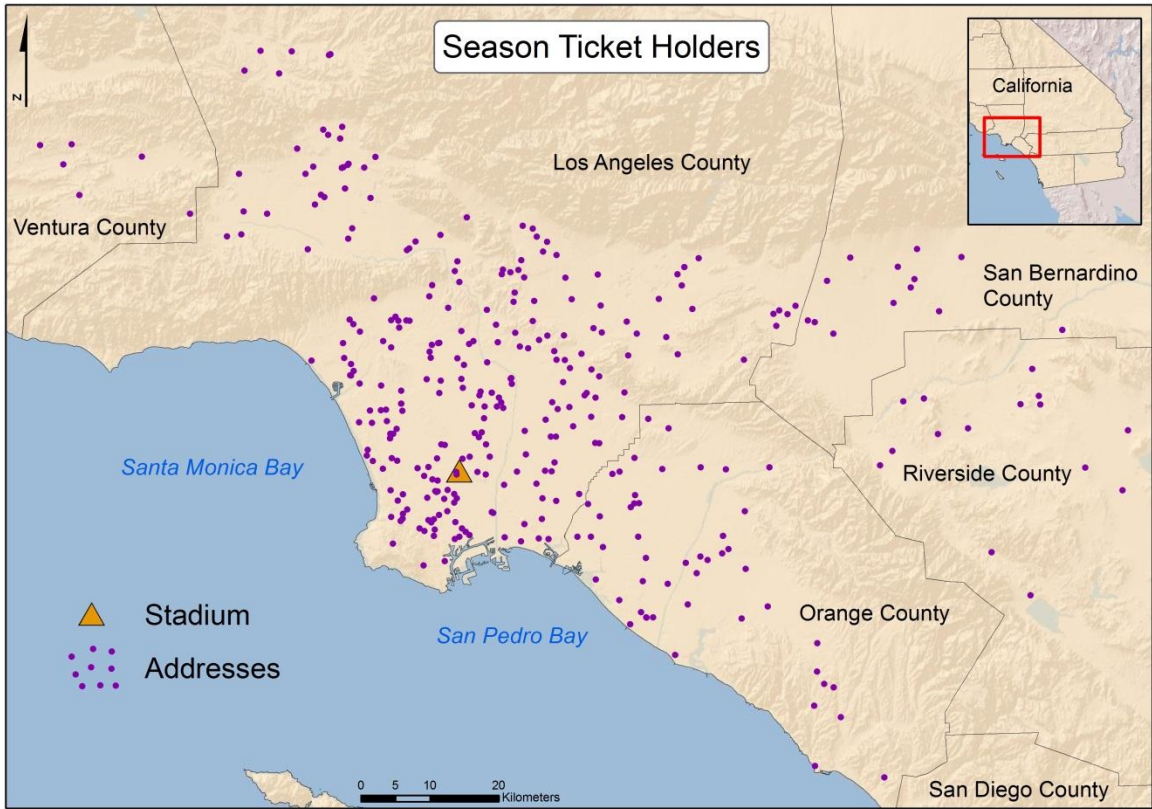 Season Ticket Holders
N
California
Los Angeles County
Ventura County
San Bernardino
County
Santa Monica Bay
Riverside County
Stadium
Orange County
San Pedro Bay
Addresses
0 5 10 20
Kilometers
San Diego County